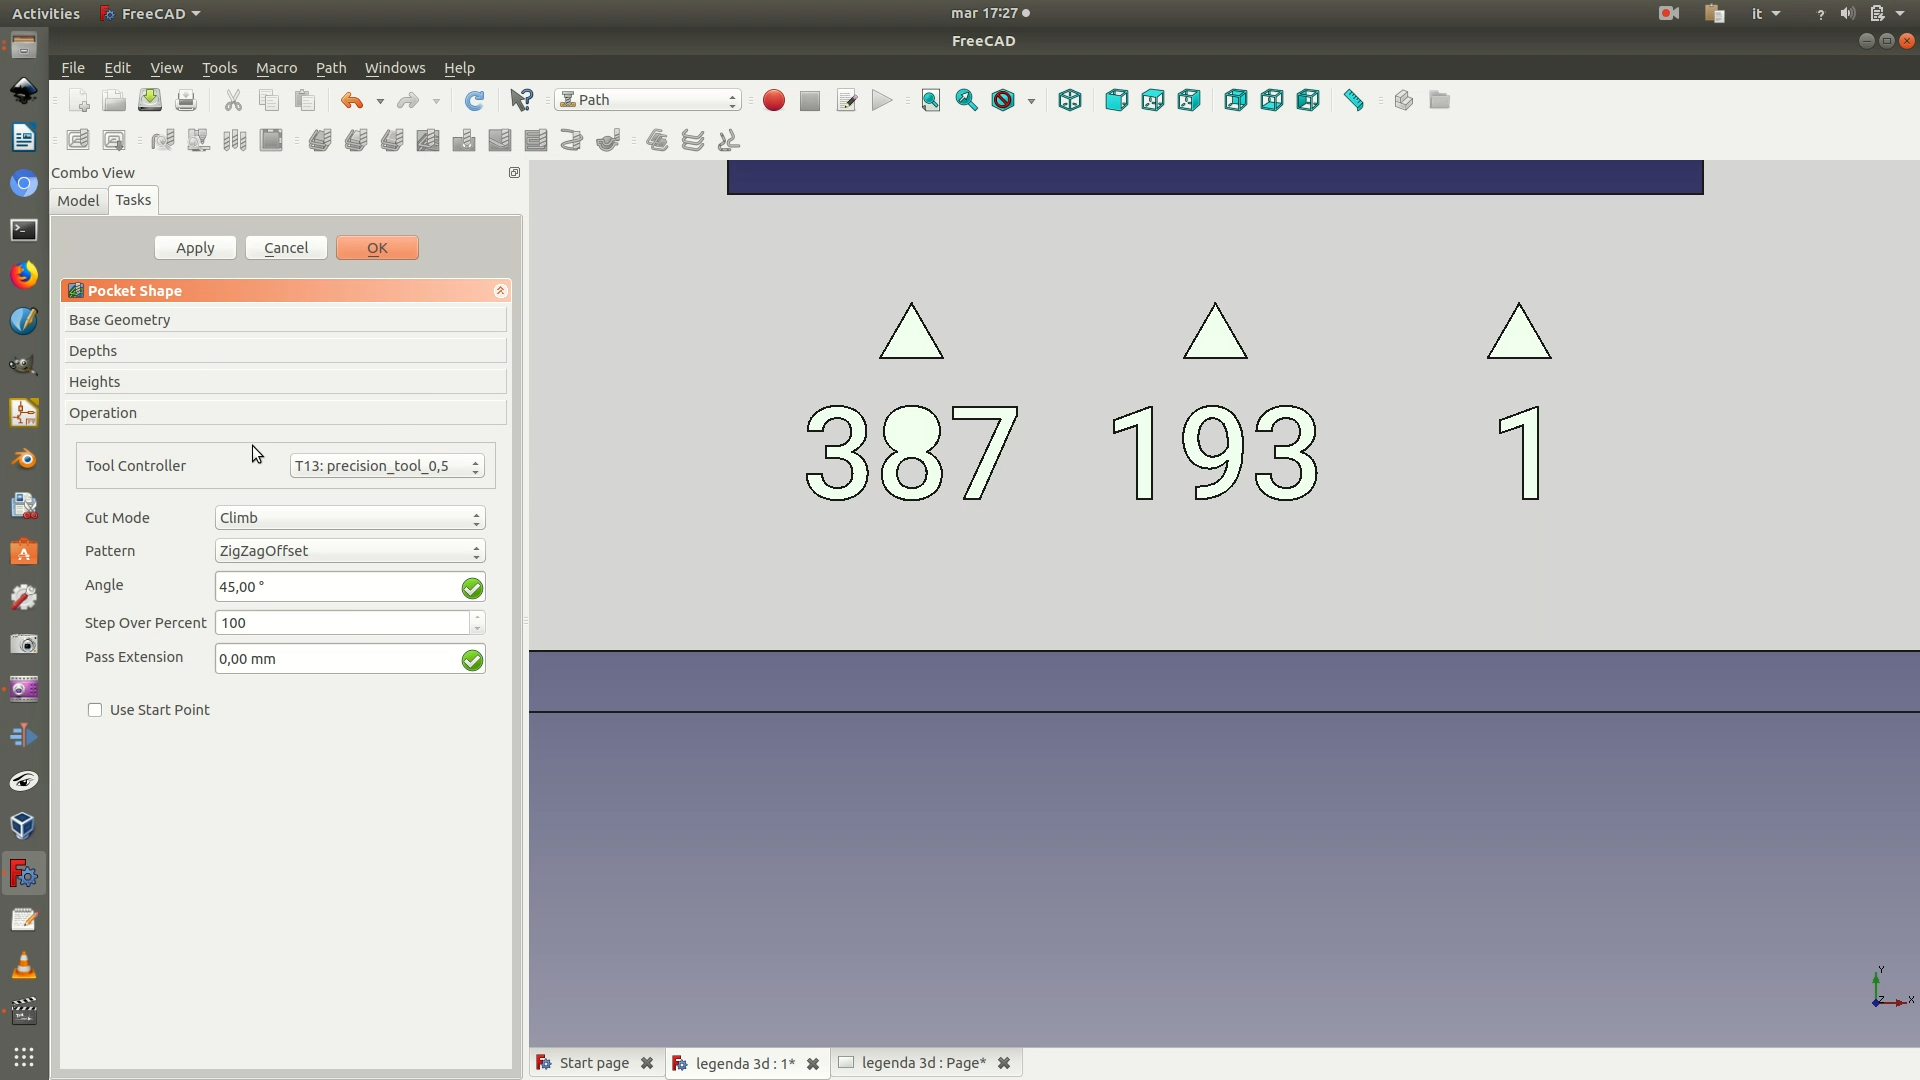 Activities FreeCAD mar 17:27 it ?
FreeCAD
File Edit View Tools Macro Path Windows Help
Path
Combo View
Model Tasks
Apply Cancel OK
Pocket Shape
Base Geometry
Depths
Heights
Operation
Tool Controller T13: precision_tool_0,5
Cut Mode Climb
Pattern ZigZagOffset
Angle 45,00 °
Step Over Percent 100
Pass Extension 0,00 mm
Use Start Point
387 193 1
Y
Z X
Start page legenda 3d : 1* legenda 3d : Page*